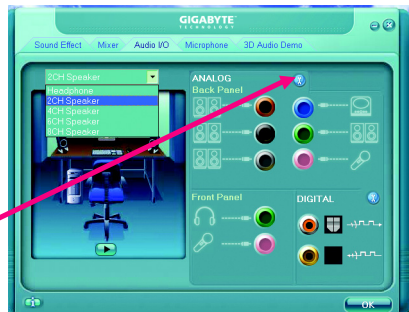 GIGABYTE
TECHNOLOGY
Sound Effect Mixer Audio I/O Microphone 3D Audio Demo
2CH Speaker
Headphone
2CH Speaker
4CH Speaker
6CH Speaker
8CH Speaker
ANALOG
Back Panel
Front Panel
DIGITAL
OK